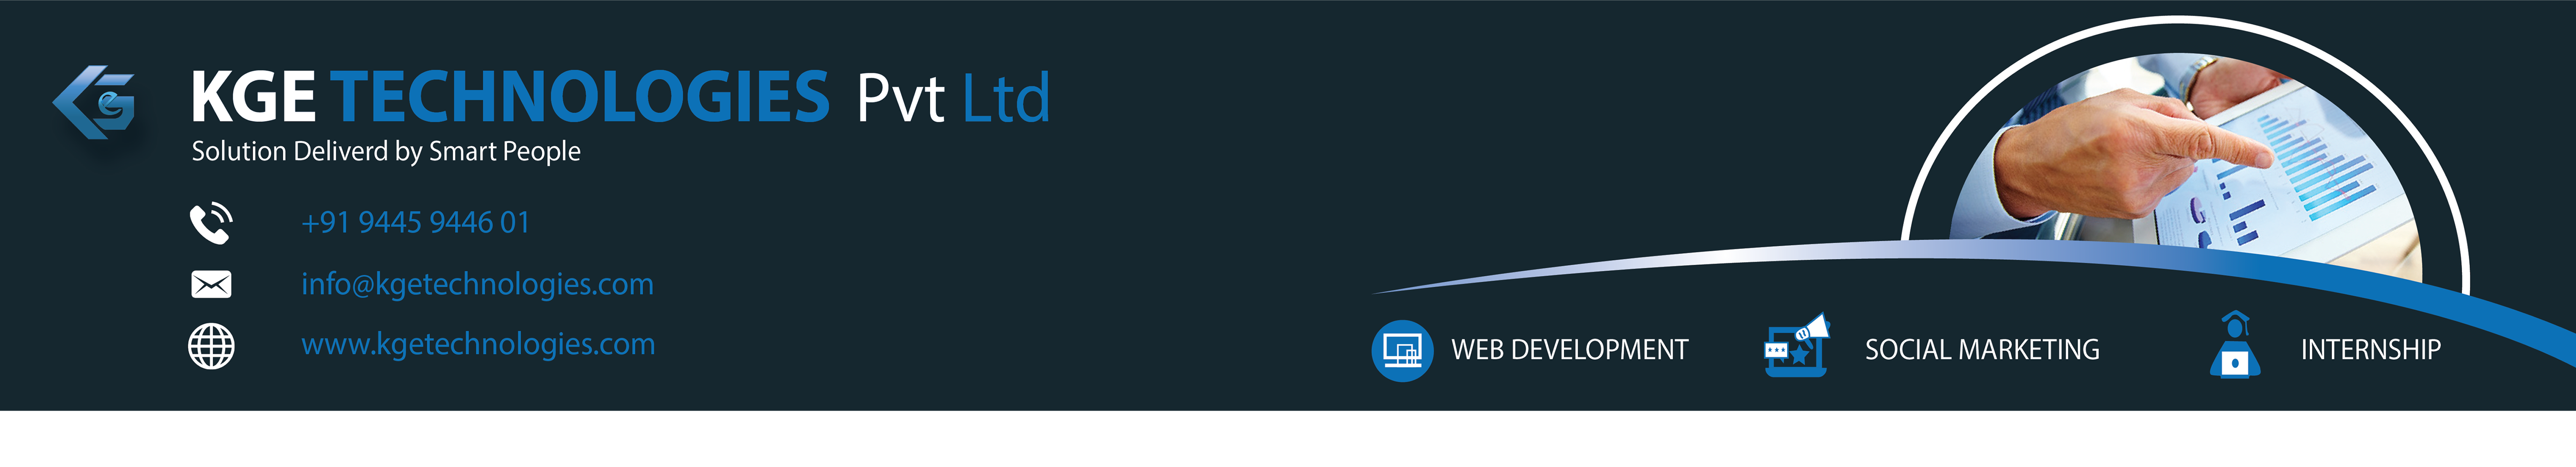 KGE TECHNOLOGIES Pvt Ltd
Solution Deliverd by Smart People
+91 9445 9446 01
info@kgetechnologies.com
www.kgetechnologies.com
WEB DEVELOPMENT
SOCIAL MARKETING
INTERNSHIP